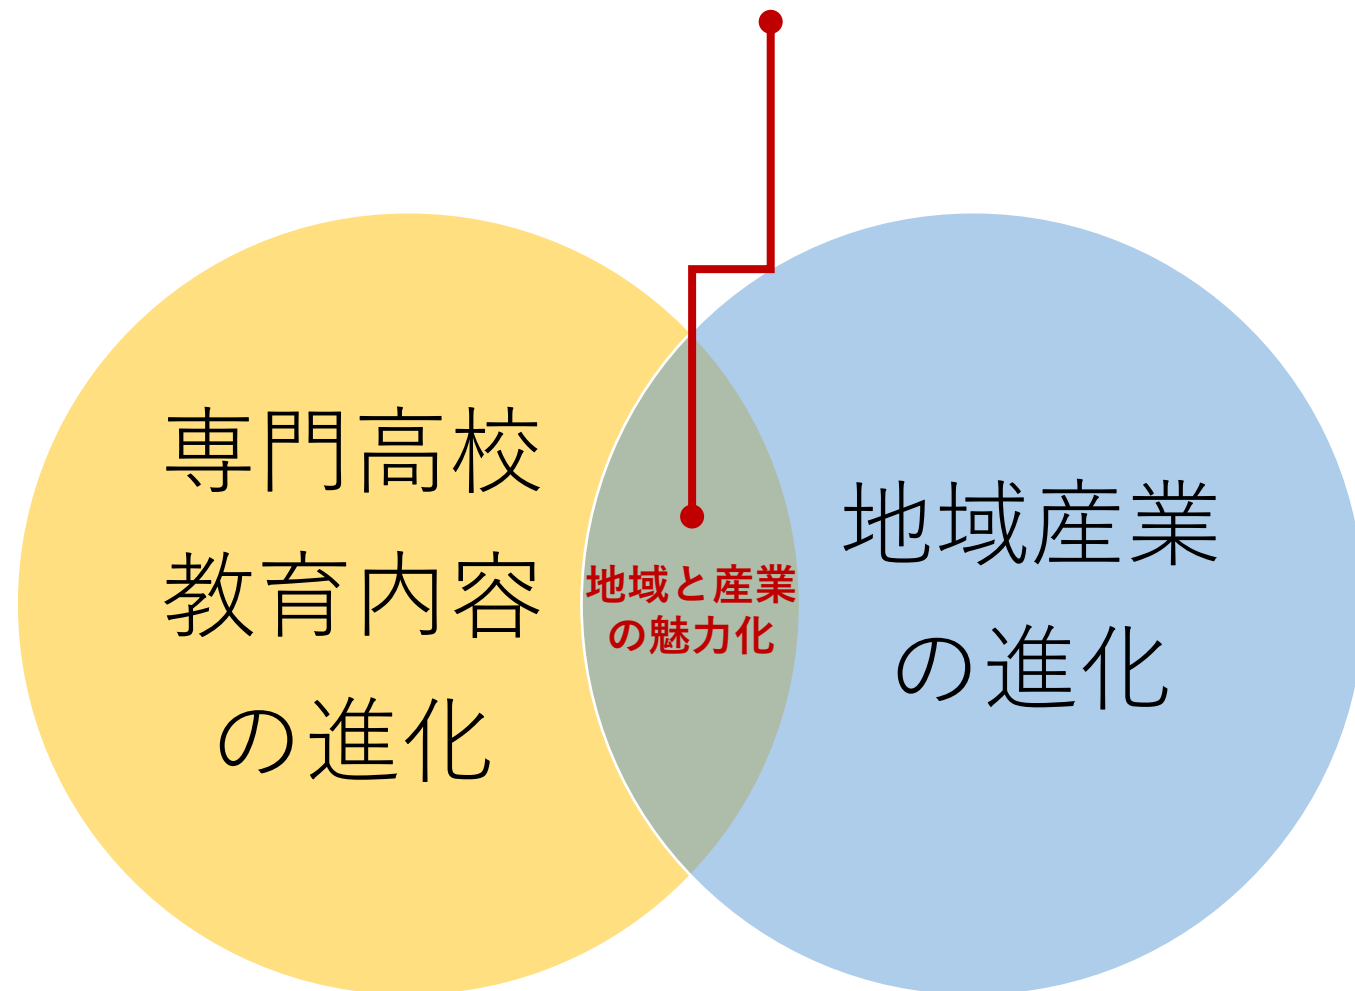 専門高校
教育内容
の進化
地域と産業
の魅力化
地域産業
の進化